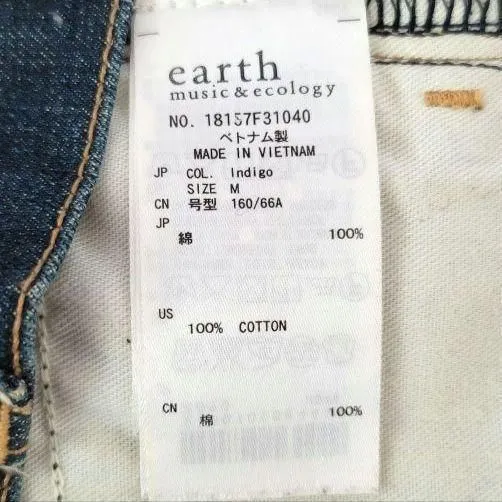 earth
music & ecology
NO. 181S7F31040
ベトナム製
MADE IN VIETNAM
JP COL. Indigo
SIZE M
CN 号型 160/66A
JP
綿 100%
US
100% COTTON
CN
棉 100%